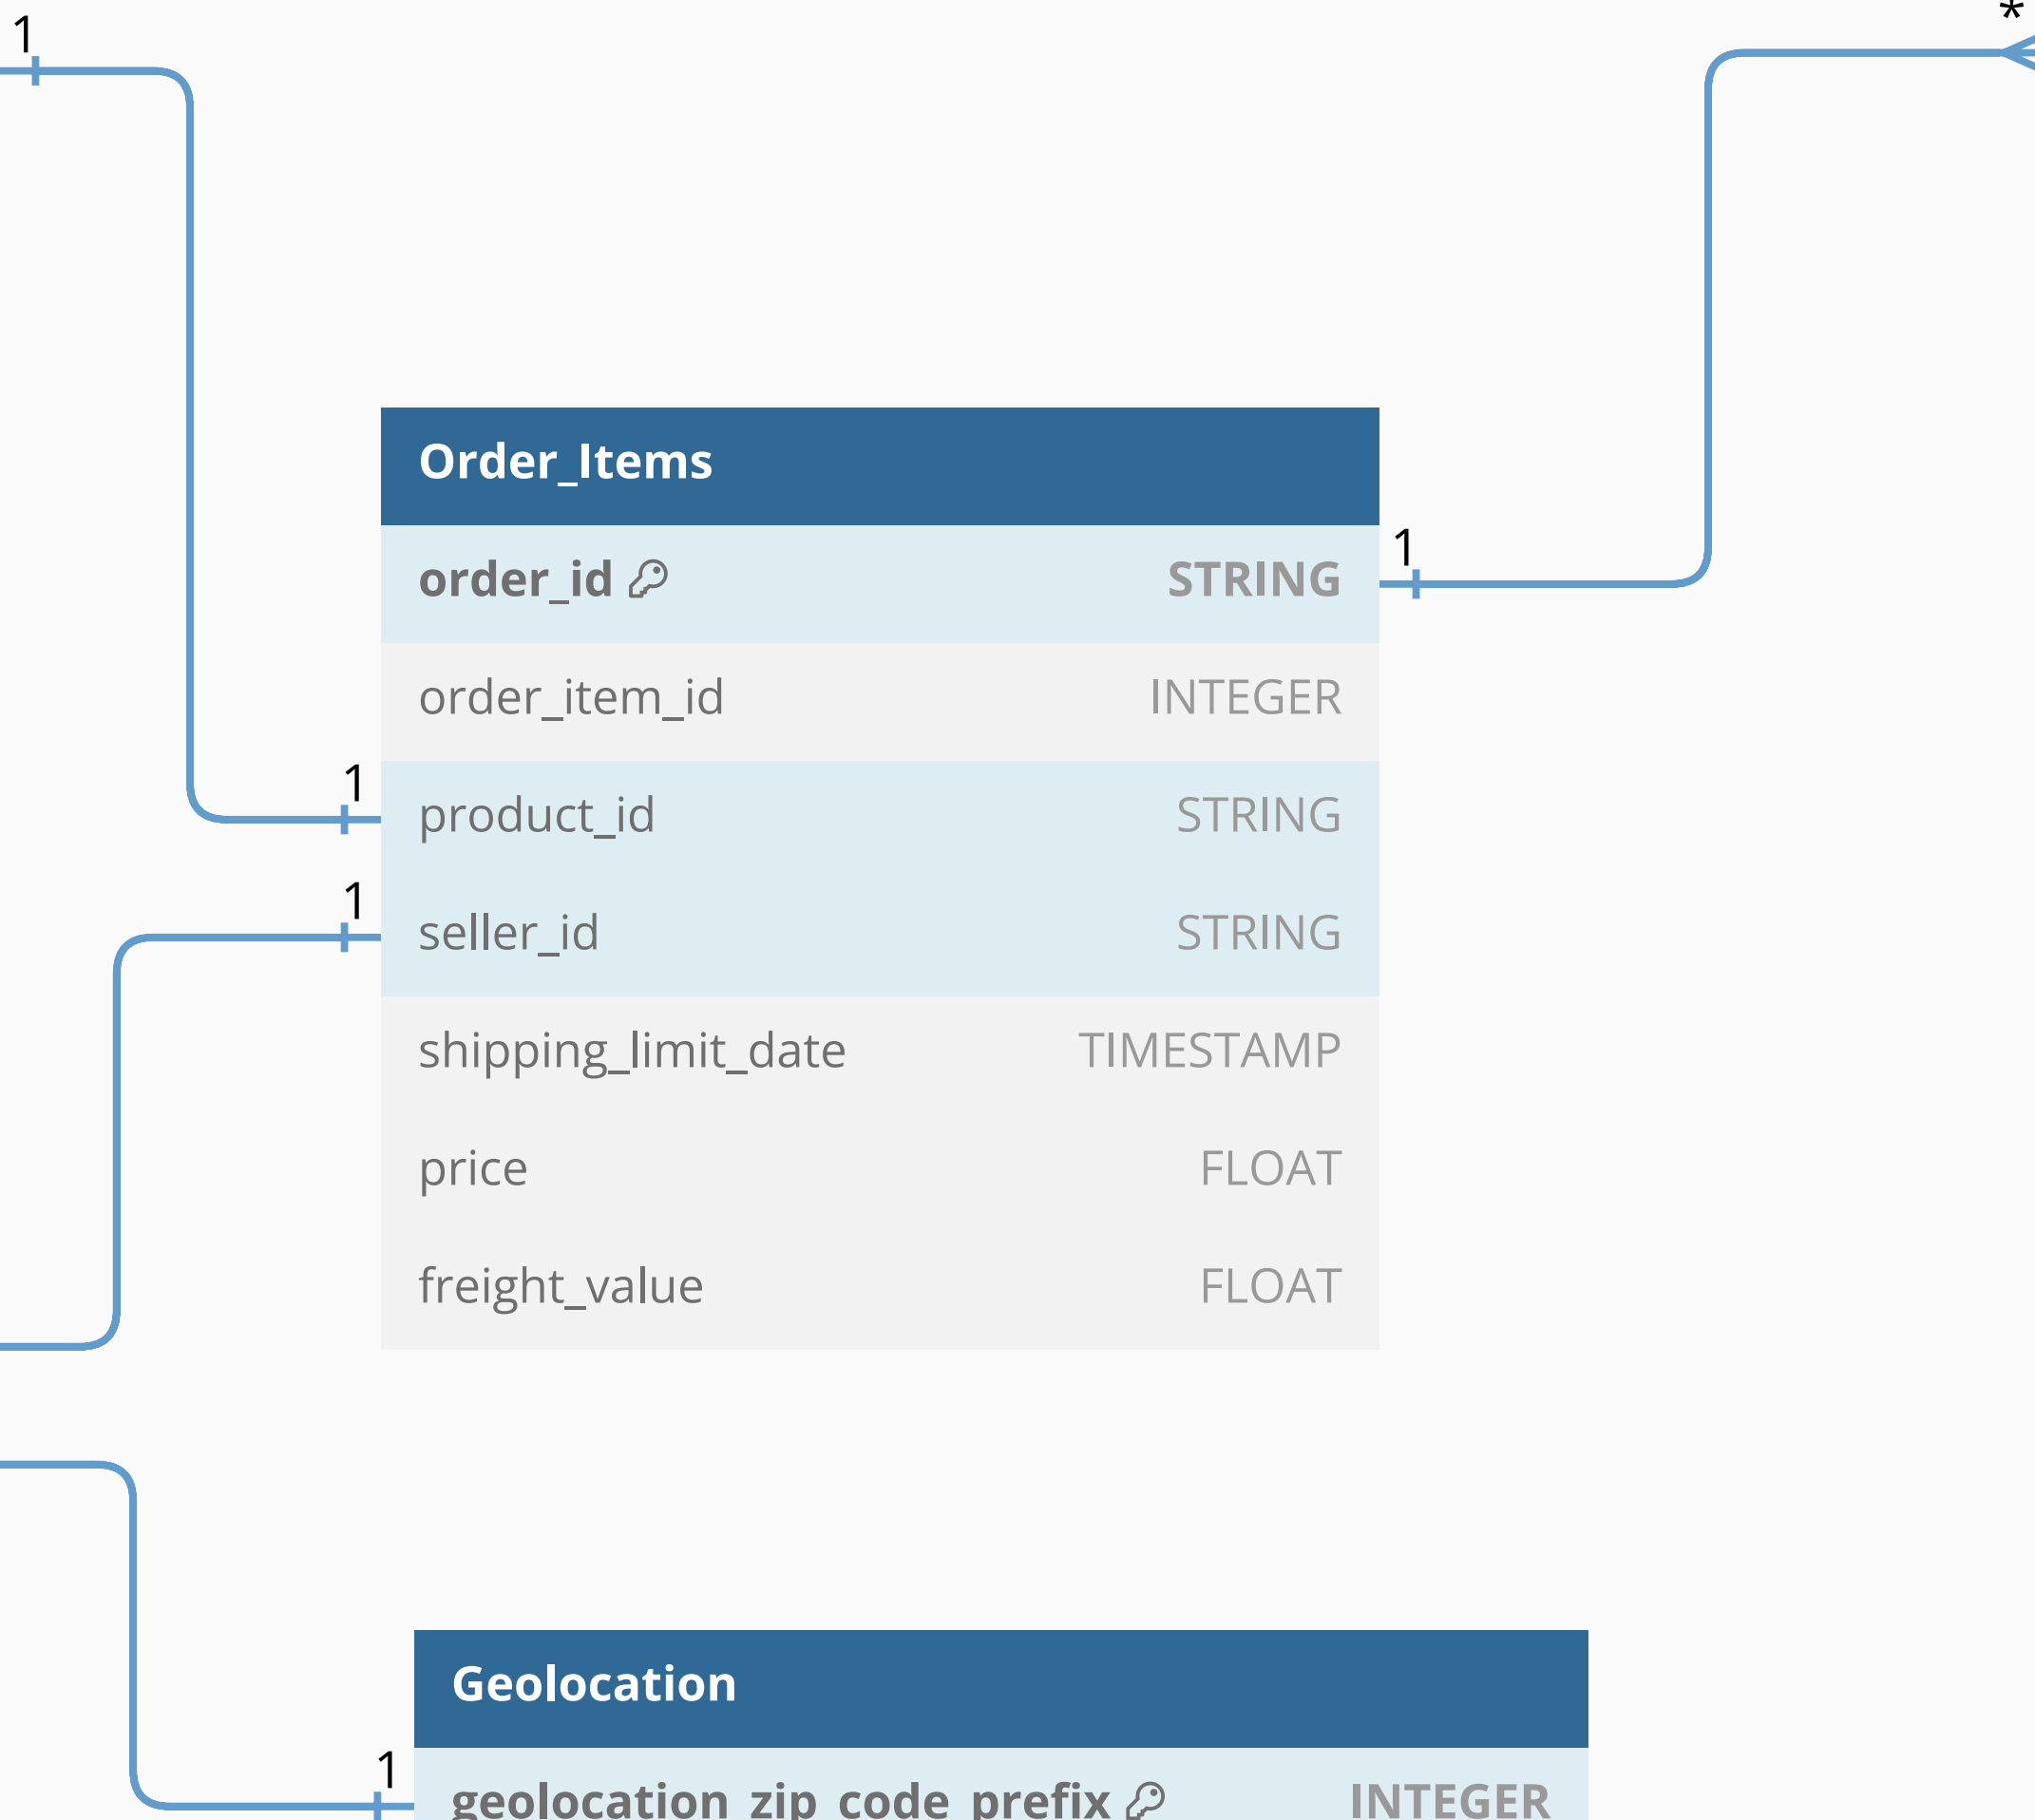 1
*
Order_Items
order_id STRING
1
order_item_id INTEGER
1
product_id STRING
1
seller_id STRING
shipping_limit_date TIMESTAMP
price FLOAT
freight_value FLOAT
Geolocation
1
geolocation_zip_code_prefix INTEGER